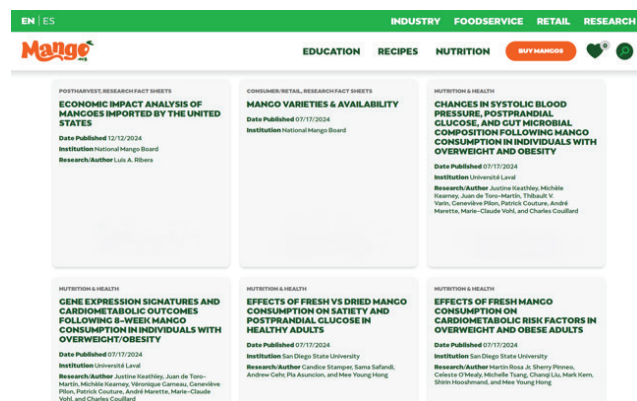 EN | ES
INDUSTRY FOODSERVICE RETAIL RESEARCH
Mango.org
EDUCATION RECIPES NUTRITION BUY MANGOS 0
POSTHARVEST, RESEARCH FACT SHEETS
ECONOMIC IMPACT ANALYSIS OF
MANGOES IMPORTED BY THE UNITED
STATES
Date Published 12/12/2024
Institution National Mango Board
Research/Author Luis A. Ribera
CONSUMER/RETAIL, RESEARCH FACT SHEETS
MANGO VARIETIES & AVAILABILITY
Date Published 07/17/2024
Institution National Mango Board
NUTRITION & HEALTH
CHANGES IN SYSTOLIC BLOOD
PRESSURE, POSTPRANDIAL
GLUCOSE, AND GUT MICROBIAL
COMPOSITION FOLLOWING MANGO
CONSUMPTION IN INDIVIDUALS WITH
OVERWEIGHT AND OBESITY
Date Published 07/17/2024
Institution Université Laval
Research/Author Justine Keathley, Michèle
Kearney, Juan de Toro-Martín, Thibault V.
Varin, Geneviève Pilon, Patrick Couture, André
Marette, Marie-Claude Vohl, and Charles Couillard
NUTRITION & HEALTH
GENE EXPRESSION SIGNATURES AND
CARDIOMETABOLIC OUTCOMES
FOLLOWING 8-WEEK MANGO
CONSUMPTION IN INDIVIDUALS WITH
OVERWEIGHT/OBESITY
Date Published 07/17/2024
Institution Université Laval
Research/Author Justine Keathley, Juan de Toro-
Martín, Michèle Kearney, Véronique Garneau, Geneviève
Pilon, Patrick Couture, André Marette, Marie-Claude
Vohl, and Charles Couillard
NUTRITION & HEALTH
EFFECTS OF FRESH VS DRIED MANGO
CONSUMPTION ON SATIETY AND
POSTPRANDIAL GLUCOSE IN
HEALTHY ADULTS
Date Published 07/17/2024
Institution San Diego State University
Research/Author Candice Stamper, Sama Safandi,
Andrew Gehr, Pia Asuncion, and Mee Young Hong
NUTRITION & HEALTH
EFFECTS OF FRESH MANGO
CONSUMPTION ON
CARDIOMETABOLIC RISK FACTORS IN
OVERWEIGHT AND OBESE ADULTS
Date Published 07/17/2024
Institution San Diego State University
Research/Author Martin Rosa Jr, Sherry Pinneo,
Celeste O'Mealy, Michelle Tsang, Changqi Liu, Mark Kern,
Shirin Hooshmand, and Mee Young Hong